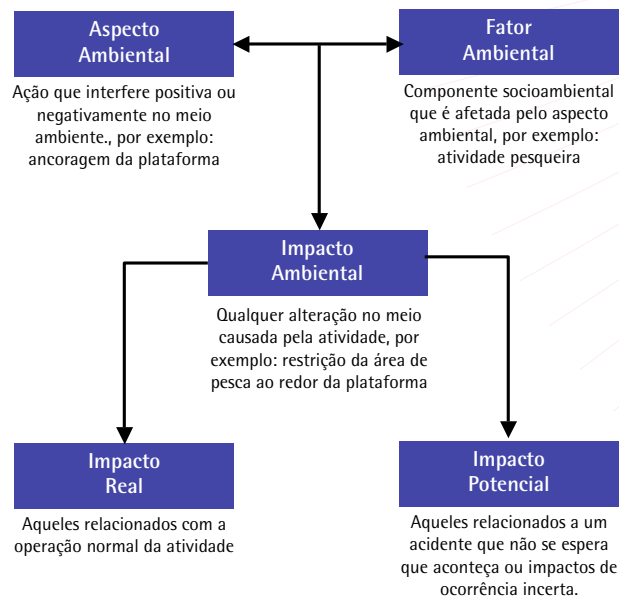 Aspecto
Ambiental
Ação que interfere positiva ou
negativamente no meio
ambiente., por exemplo:
ancoragem da plataforma
Fator
Ambiental
Componente socioambiental
que é afetada pelo aspecto
ambiental, por exemplo:
atividade pesqueira
Impacto
Ambiental
Qualquer alteração no meio
causada pela atividade, por
exemplo: restrição da área de
pesca ao redor da plataforma
Impacto
Real
Aqueles relacionados com a
operação normal da atividade
Impacto
Potencial
Aqueles relacionados a um
acidente que não se espera
que aconteça ou impactos de
ocorrência incerta.